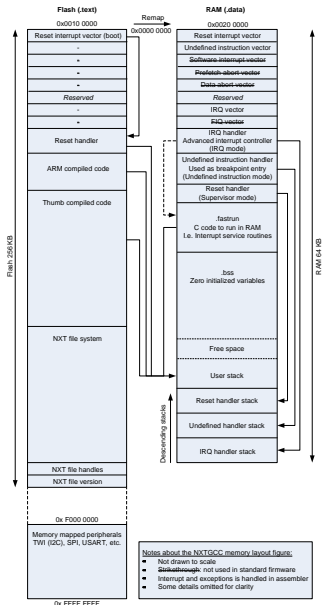 Flash (.text)
0x0010 0000
Remap
0x0000 0000
RAM (.data)
0x0020 0000
Reset interrupt vector (boot)
-
-
-
-
Reserved
-
-
Reset handler
ARM compiled code
Thumb compiled code
NXT file system
NXT file handles
NXT file version
Flash 256 KB
Reset interrupt vector
Undefined instruction vector
Software interrupt vector
Prefetch abort vector
Data abort vector
Reserved
IRQ vector
FIQ vector
IRQ handler
Advanced interrupt controller
(IRQ mode)
Undefined instruction handler
Used as breakpoint entry
(Undefined instruction mode)
Reset handler
(Supervisor mode)
.fastrun
C code to run in RAM
I.e. Interrupt service routines
.bss
Zero initialized variables
Free space
User stack
Reset handler stack
Undefined handler stack
IRQ handler stack
RAM 64 KB
Descending stacks
0x F000 0000
Memory mapped peripherals
TWI (I2C), SPI, USART, etc.
0x FFFF FFFF
Notes about the NXTGCC memory layout figure:
Not drawn to scale
Strikethrough: not used in standard firmware
Interrupt and exceptions is handled in assembler
Some details omitted for clarity